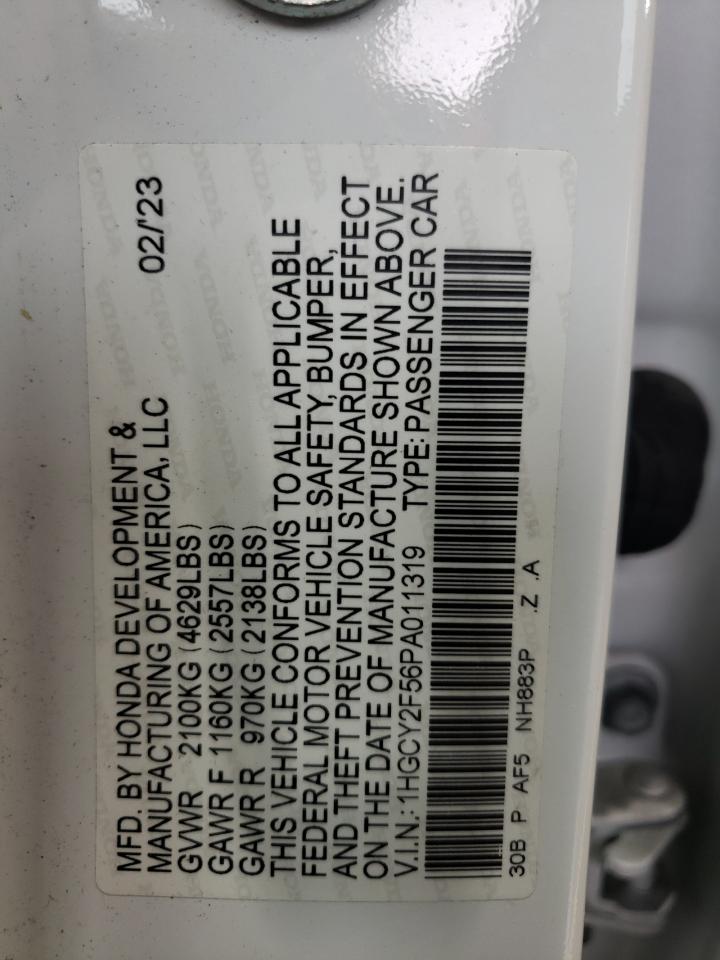 MFD. BY HONDA DEVELOPMENT &
MANUFACTURING OF AMERICA, LLC 02/'23
GVWR 2100KG (4629LBS)
GAWR F 1160KG (2557LBS)
GAWR R 970KG (2138LBS)
THIS VEHICLE CONFORMS TO ALL APPLICABLE
FEDERAL MOTOR VEHICLE SAFETY, BUMPER,
AND THEFT PREVENTION STANDARDS IN EFFECT
ON THE DATE OF MANUFACTURE SHOWN ABOVE.
V.I.N.:1HGCY2F56PA011319 TYPE:PASSENGER CAR
30B P AF5 NH883P .Z .A